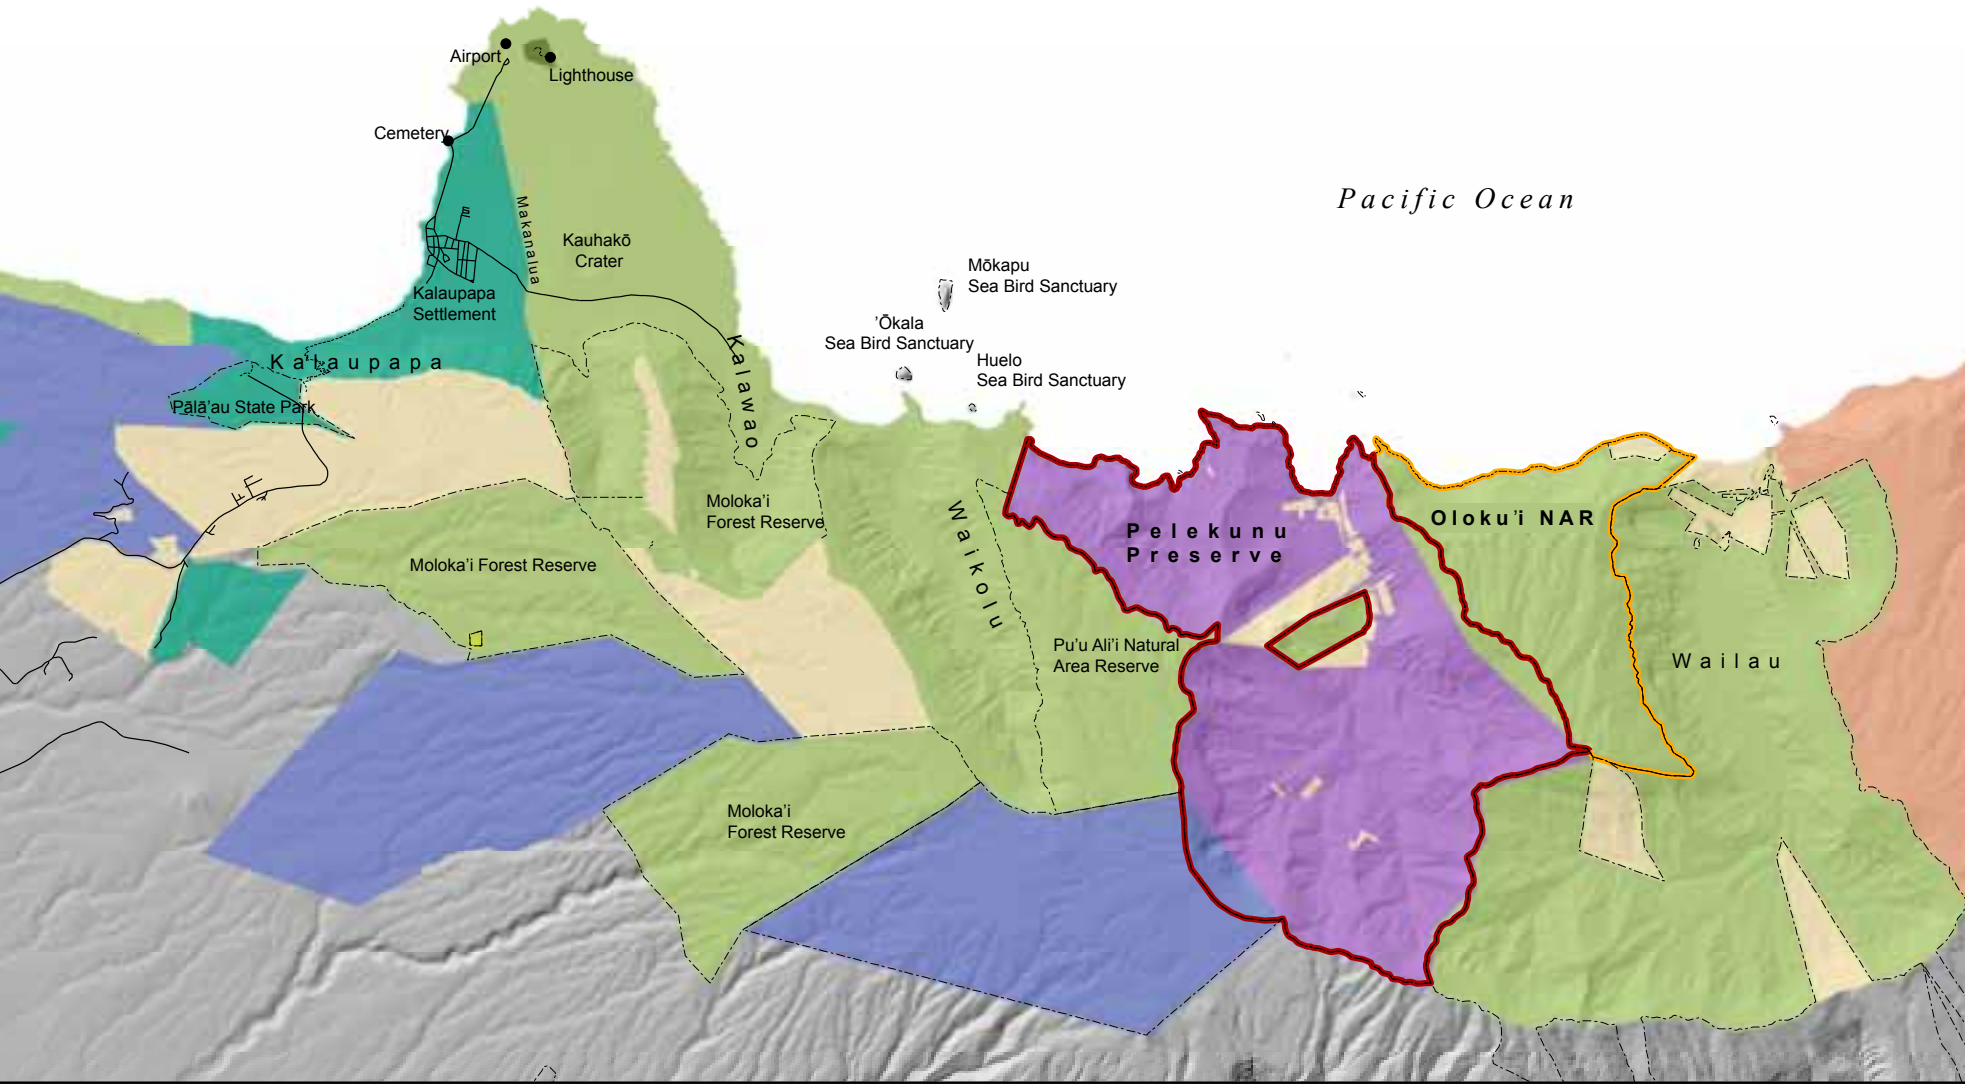 Airport
Lighthouse
Cemetery
Pacific Ocean
Makanalua
Kauhakō
Crater
Mōkapu
Sea Bird Sanctuary
Kalaupapa
Settlement
'Ōkala
Sea Bird Sanctuary
Huelo
Sea Bird Sanctuary
Kalaupapa
Kalawao
Pālā'au State Park
Moloka'i
Forest Reserve
Waikolu
Pelekunu
Preserve
Oloku'i NAR
Moloka'i Forest Reserve
Pu'u Ali'i Natural
Area Reserve
Wailau
Moloka'i
Forest Reserve